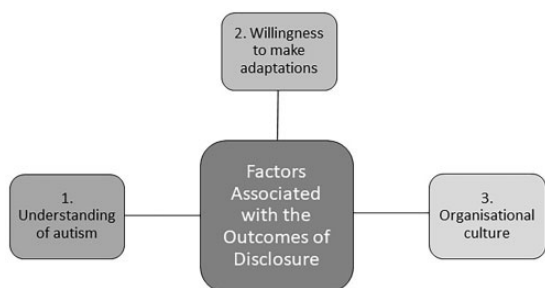 2. Willingness
to make
adaptations
Factors
Associated
with the
Outcomes of
Disclosure
1.
Understanding
of autism
3.
Organisational
culture